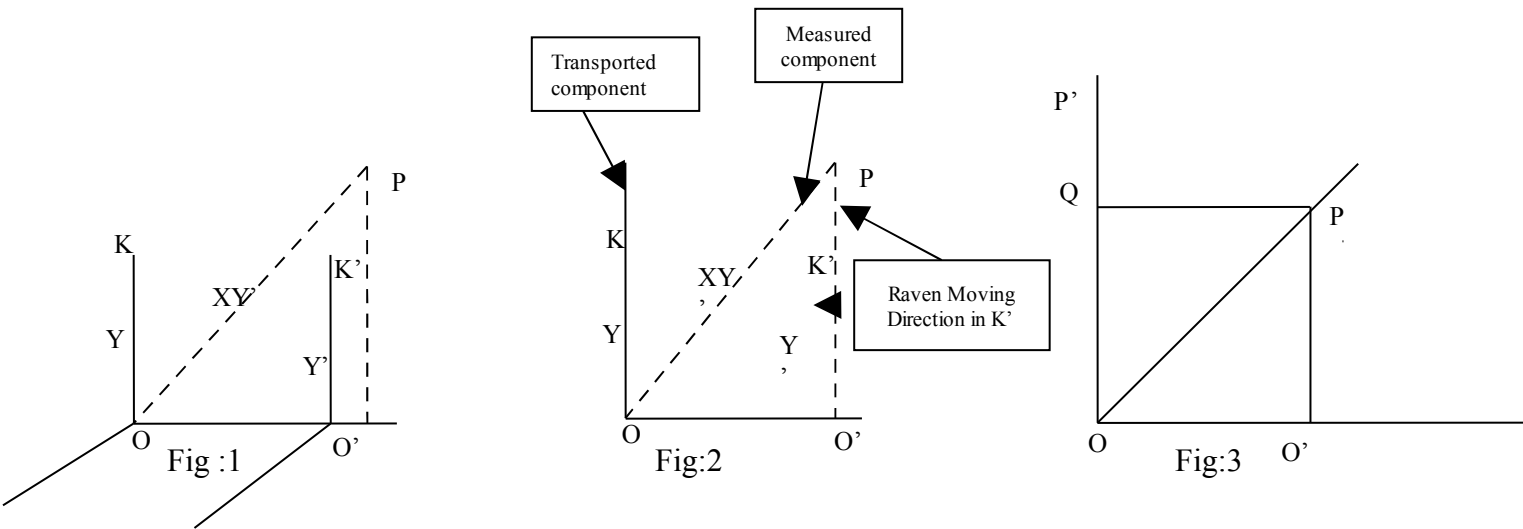 P
K
K’
XY’
Y
Y’
O
O’
Fig :1
Transported
component
Measured
component
P
K
XY
’
K’
Raven Moving
Direction in K’
Y
Y
’
O
O’
Fig:2
P’
Q
P
O
O’
Fig:3